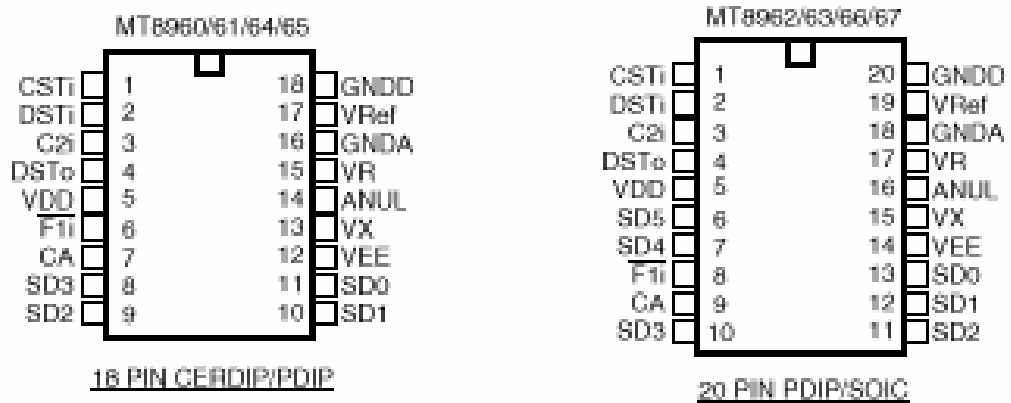 MT8960/61/64/65
CSTi 1 18 GNDD
DSTi 2 17 VRef
C2i 3 16 GNDA
DSTo 4 15 VR
VDD 5 14 ANUL
F1i 6 13 VX
CA 7 12 VEE
SD3 8 11 SD0
SD2 9 10 SD1
18 PIN CERDIP/PDIP
MT8962/63/66/67
CSTi 1 20 GNDD
DSTi 2 19 VRef
C2i 3 18 GNDA
DSTo 4 17 VR
VDD 5 16 ANUL
SD5 6 15 VX
SD4 7 14 VEE
F1i 8 13 SD0
CA 9 12 SD1
SD3 10 11 SD2
20 PIN PDIP/SOIC